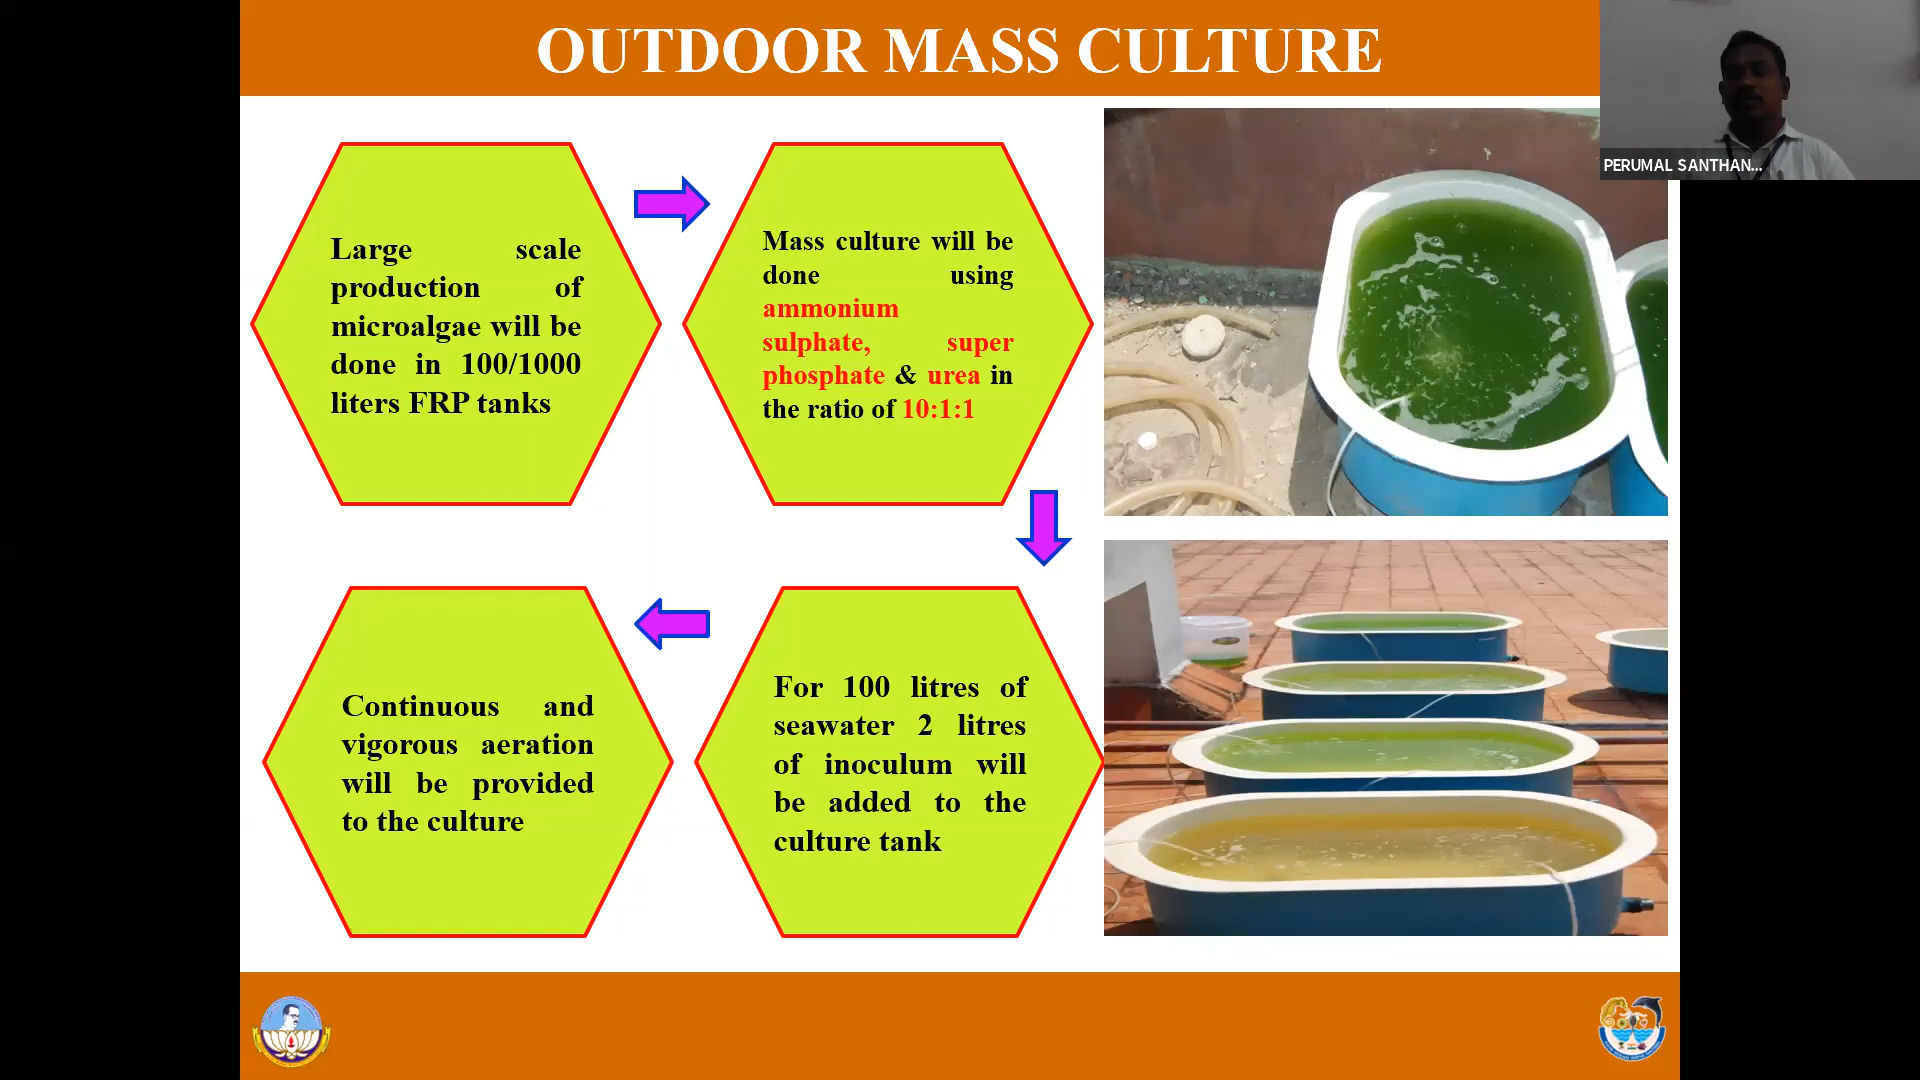 OUTDOOR MASS CULTURE
PERUMAL SANTHAN...
Large scale
production of
microalgae will be
done in 100/1000
liters FRP tanks
Mass culture will be
done using
ammonium
sulphate, super
phosphate & urea in
the ratio of 10:1:1
For 100 litres of
seawater 2 litres
of inoculum will
be added to the
culture tank
Continuous and
vigorous aeration
will be provided
to the culture